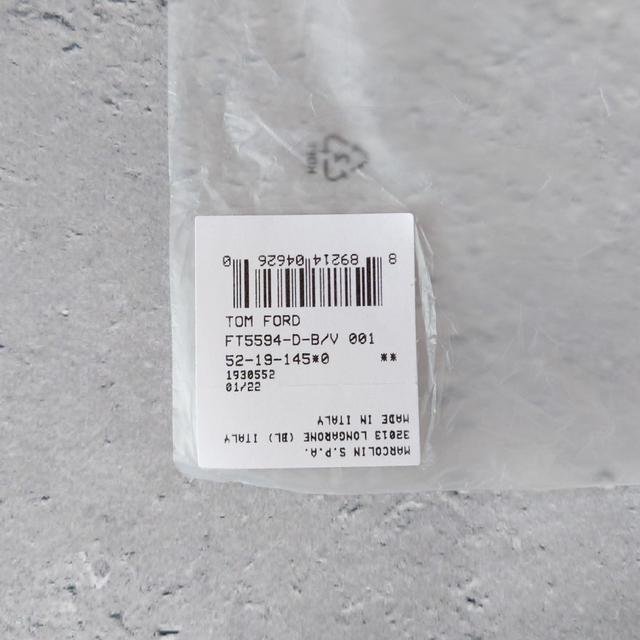 8 89214 04626 0
TOM FORD
FT5594-D-B/V 001
52-19-145*0 **
1930552
01/22
MARCOLIN S.P.A.
32013 LONGARONE (BL) ITALY
MADE IN ITALY